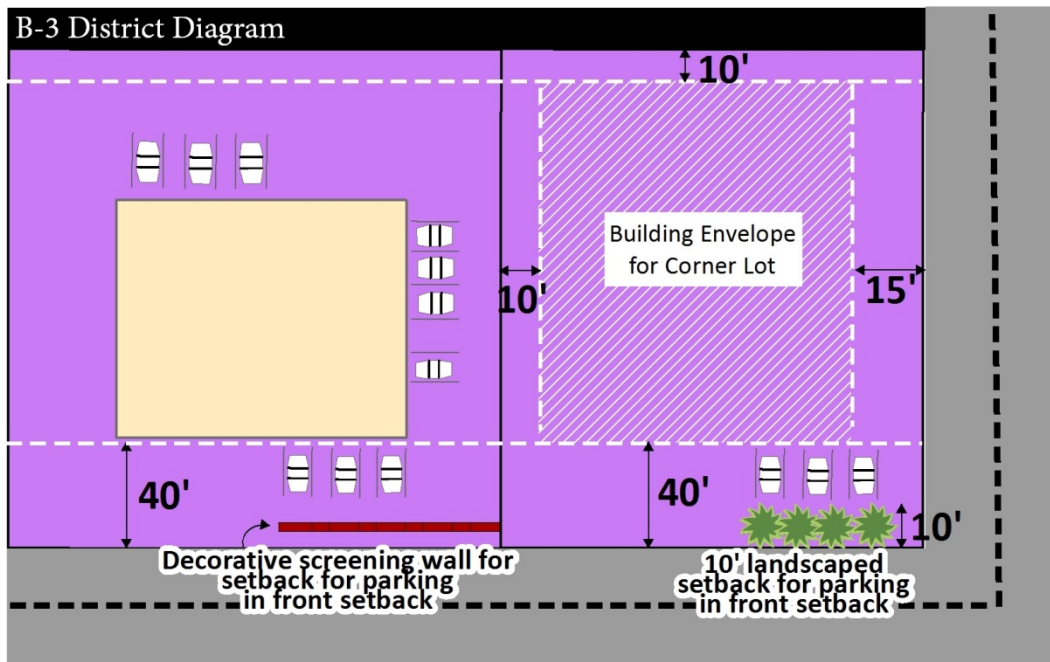 B-3 District Diagram
10'
Building Envelope
for Corner Lot
10'
15'
40'
40'
10'
Decorative screening wall for
setback for parking
in front setback
10' landscaped
setback for parking
in front setback